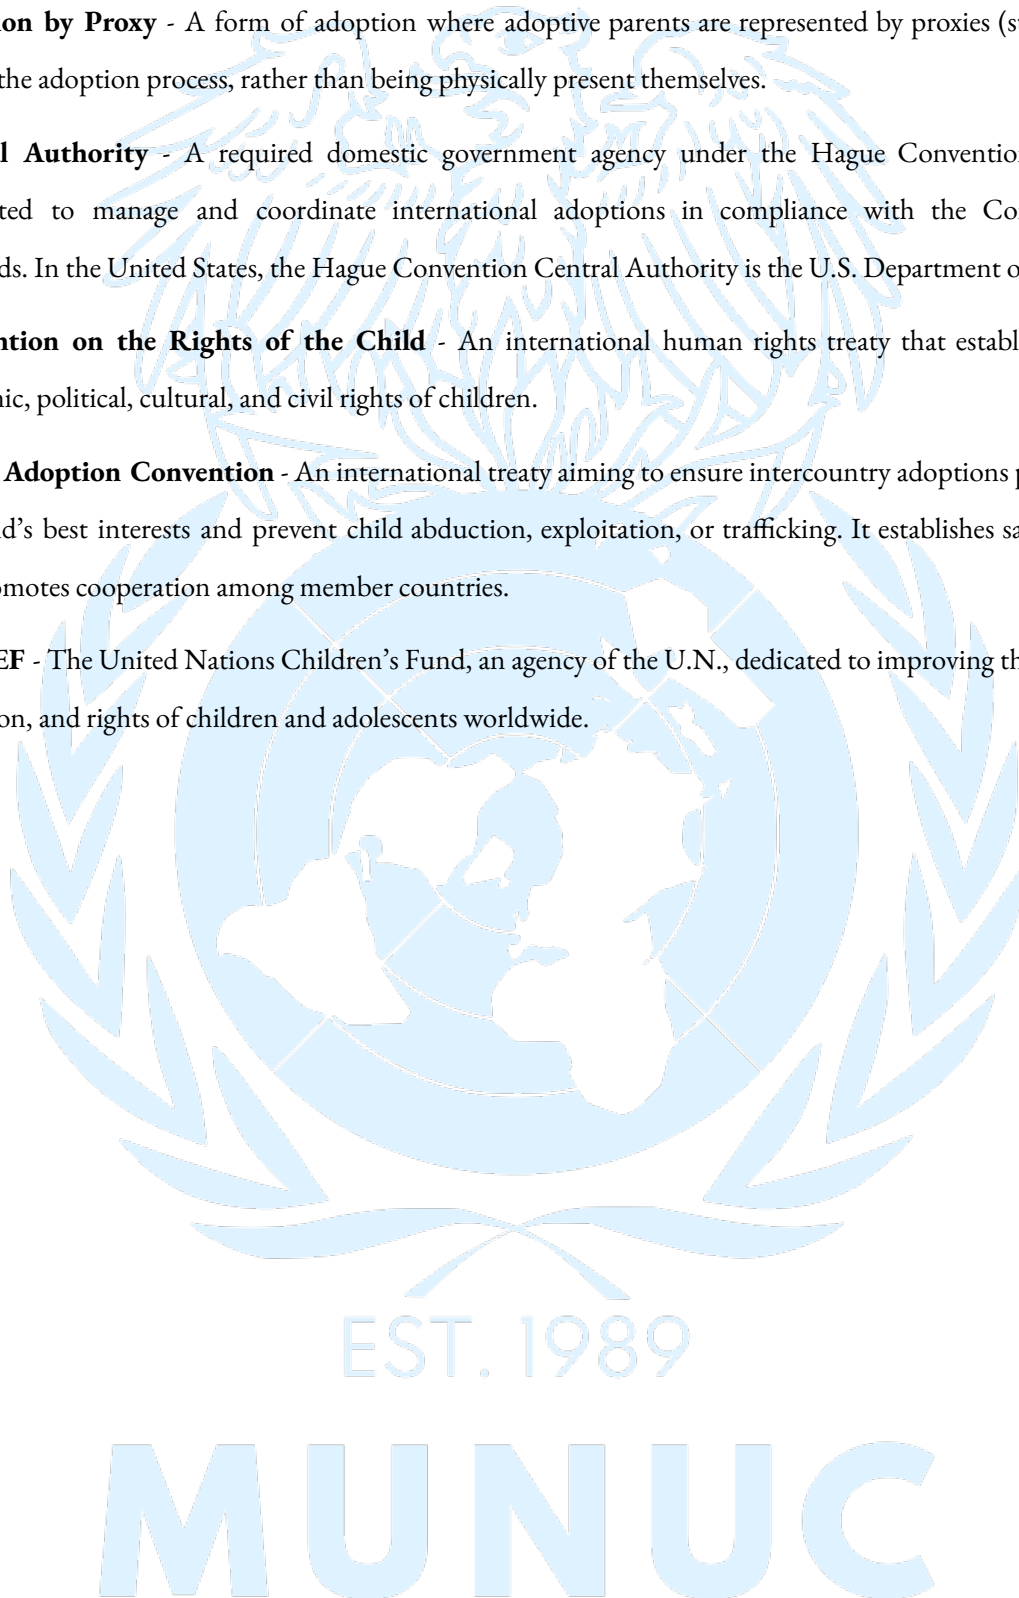 on by Proxy - A form of adoption where adoptive parents are represented by proxies (s
the adoption process, rather than being physically present themselves.
l Authority - A required domestic government agency under the Hague Convention
ted to manage and coordinate international adoptions in compliance with the Co
ds. In the United States, the Hague Convention Central Authority is the U.S. Department o
ntion on the Rights of the Child - An international human rights treaty that establ
ic, political, cultural, and civil rights of children.
Adoption Convention - An international treaty aiming to ensure intercountry adoptions p
d's best interests and prevent child abduction, exploitation, or trafficking. It establishes sa
omotes cooperation among member countries.
EF - The United Nations Children's Fund, an agency of the U.N., dedicated to improving th
on, and rights of children and adolescents worldwide.
EST. 1989
MUNUC